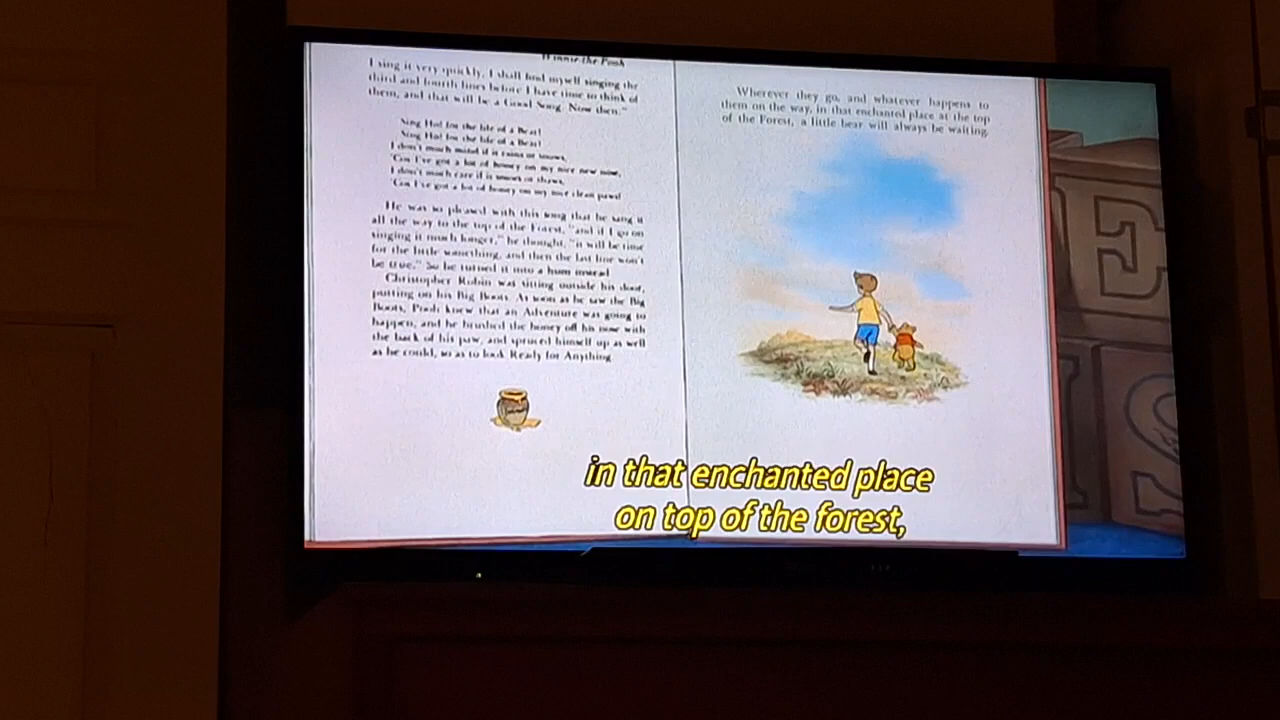 Winnie-the-Pooh
I sing it very quickly, I shall find myself singing the
third and fourth lines before I have time to think of
them, and that will be a Good Song. Now then:"
Sing Ho! for the life of a Bear!
Sing Ho! for the life of a Bear!
I don't much mind if it rains or snows,
'Cos I've got a lot of honey on my nice new nose,
I don't much care if it snows or thaws,
'Cos I've got a lot of honey on my nice clean paws!
He was so pleased with this song that he sang it
all the way to the top of the Forest, "and if I go on
singing it much longer," he thought, "it will be time
for the little something, and then the last line won't
be true." So he turned it into a hum instead.
Christopher Robin was sitting outside his door,
putting on his Big Boots. As soon as he saw the Big
Boots, Pooh knew that an Adventure was going to
happen, and he brushed the honey off his nose with
the back of his paw, and spruced himself up as well
as he could, so as to look Ready for Anything.
Wherever they go, and whatever happens to
them on the way, in that enchanted place at the top
of the Forest, a little bear will always be waiting.
E
I
S
in that enchanted place
on top of the forest,